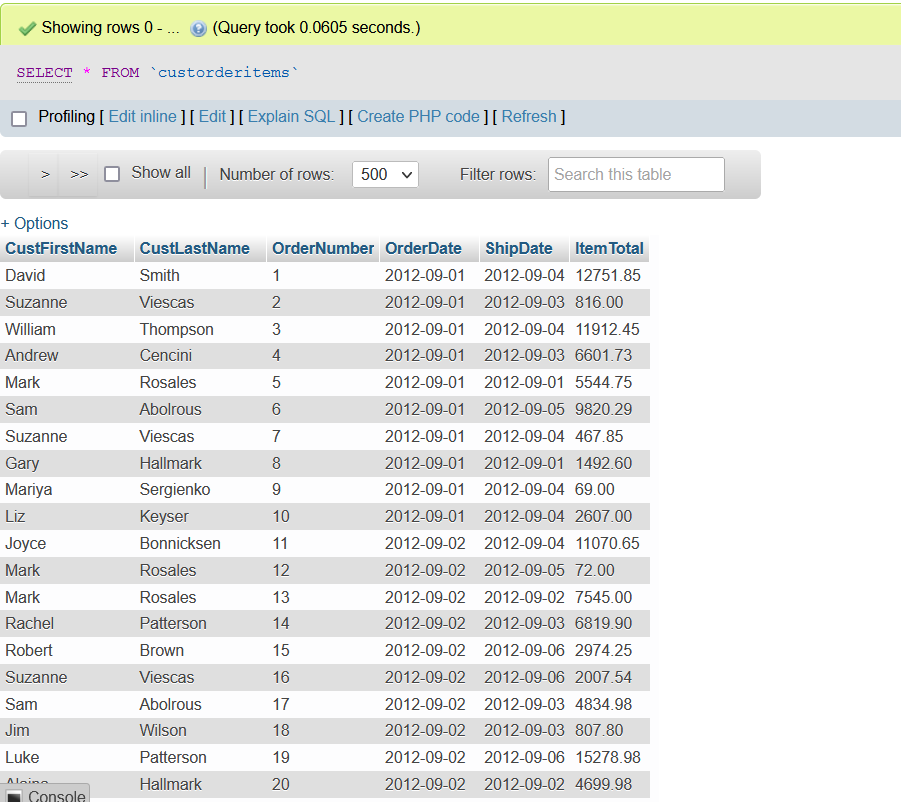 Showing rows 0 - ... (Query took 0.0605 seconds.)
SELECT * FROM `custorderitems`
Profiling [ Edit inline ] [ Edit ] [ Explain SQL ] [ Create PHP code ] [ Refresh ]
> >> Show all Number of rows: 500 Filter rows: Search this table
+ Options
CustFirstName CustLastName OrderNumber OrderDate ShipDate ItemTotal
David Smith 1 2012-09-01 2012-09-04 12751.85
Suzanne Viescas 2 2012-09-01 2012-09-03 816.00
William Thompson 3 2012-09-01 2012-09-04 11912.45
Andrew Cencini 4 2012-09-01 2012-09-03 6601.73
Mark Rosales 5 2012-09-01 2012-09-01 5544.75
Sam Abolrous 6 2012-09-01 2012-09-05 9820.29
Suzanne Viescas 7 2012-09-01 2012-09-04 467.85
Gary Hallmark 8 2012-09-01 2012-09-01 1492.60
Mariya Sergienko 9 2012-09-01 2012-09-04 69.00
Liz Keyser 10 2012-09-01 2012-09-04 2607.00
Joyce Bonnicksen 11 2012-09-02 2012-09-04 11070.65
Mark Rosales 12 2012-09-02 2012-09-05 72.00
Mark Rosales 13 2012-09-02 2012-09-02 7545.00
Rachel Patterson 14 2012-09-02 2012-09-03 6819.90
Robert Brown 15 2012-09-02 2012-09-06 2974.25
Suzanne Viescas 16 2012-09-02 2012-09-06 2007.54
Sam Abolrous 17 2012-09-02 2012-09-03 4834.98
Jim Wilson 18 2012-09-02 2012-09-03 807.80
Luke Patterson 19 2012-09-02 2012-09-06 15278.98
Hallmark 20 2012-09-02 2012-09-02 4699.98
Console